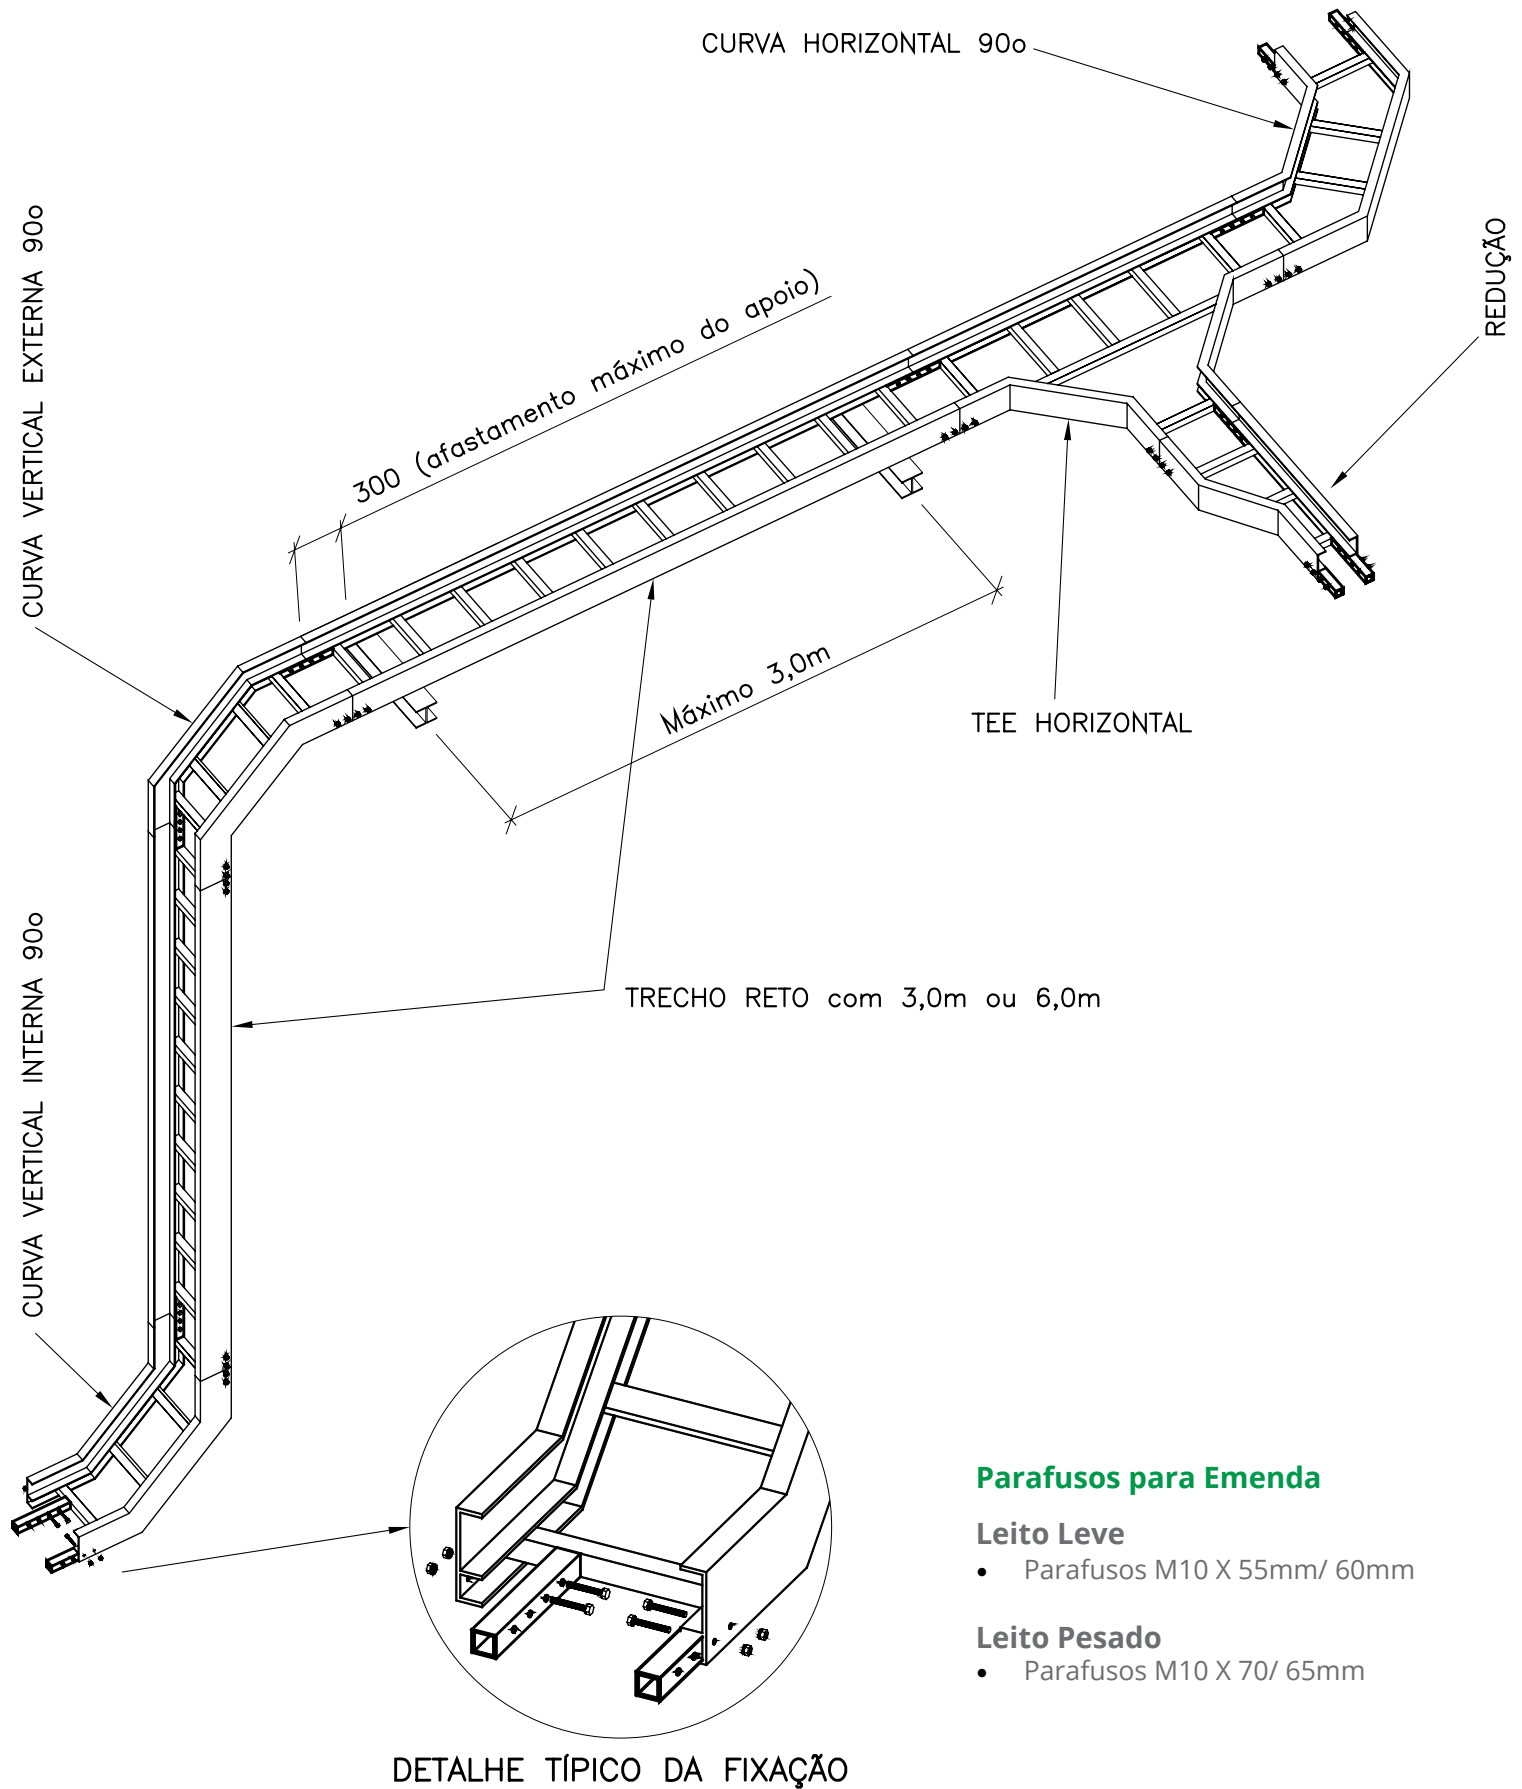 CURVA HORIZONTAL 90o
REDUÇÃO
CURVA VERTICAL EXTERNA 90o
300 (afastamento máximo do apoio)
Máximo 3,0m
TEE HORIZONTAL
TRECHO RETO com 3,0m ou 6,0m
CURVA VERTICAL INTERNA 90o
Parafusos para Emenda
Leito Leve
• Parafusos M10 X 55mm/ 60mm
Leito Pesado
• Parafusos M10 X 70/ 65mm
DETALHE TÍPICO DA FIXAÇÃO